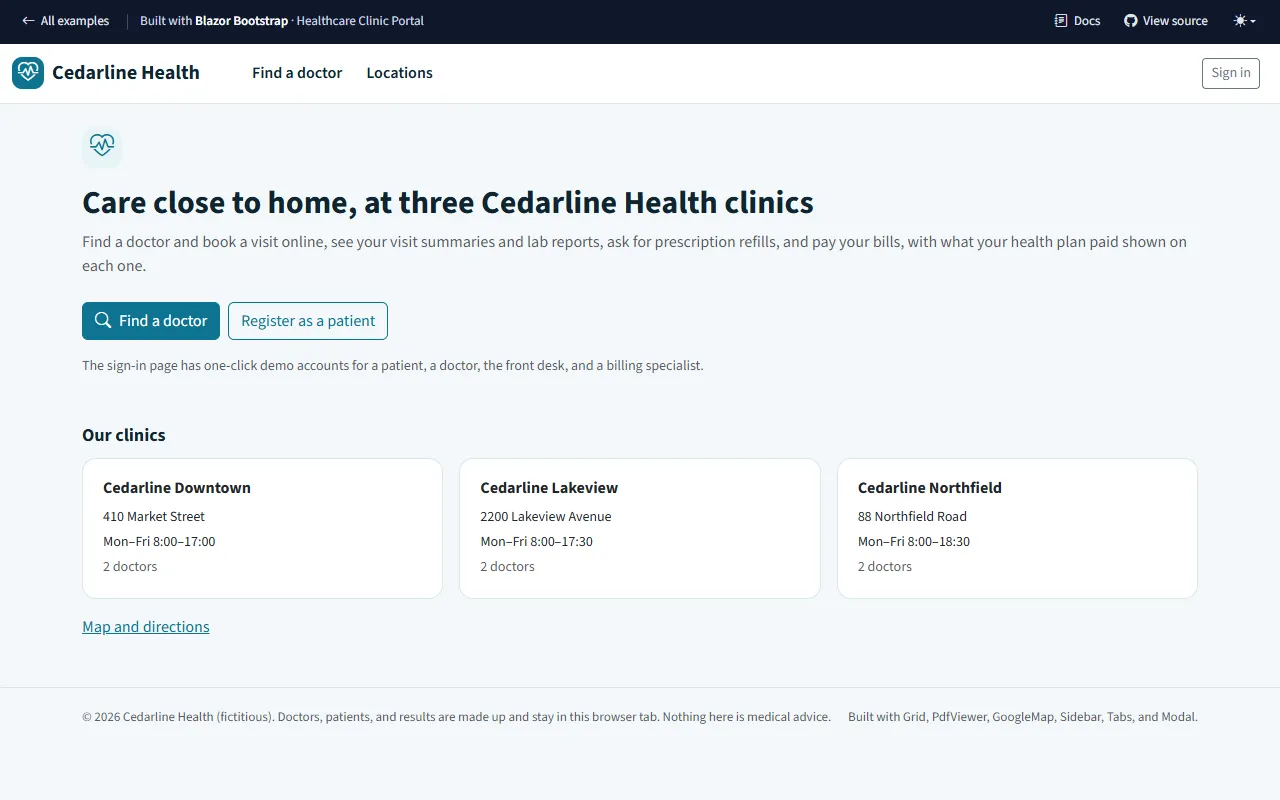 All examples
Built with Blazor Bootstrap · Healthcare Clinic Portal
Docs
View source
Cedarline Health
Find a doctor
Locations
Sign in
Care close to home, at three Cedarline Health clinics
Find a doctor and book a visit online, see your visit summaries and lab reports, ask for prescription refills, and pay your bills, with what your health plan paid shown on
each one.
Find a doctor
Register as a patient
The sign-in page has one-click demo accounts for a patient, a doctor, the front desk, and a billing specialist.
Our clinics
Cedarline Downtown
410 Market Street
Mon–Fri 8:00–17:00
2 doctors
Cedarline Lakeview
2200 Lakeview Avenue
Mon–Fri 8:00–17:30
2 doctors
Cedarline Northfield
88 Northfield Road
Mon–Fri 8:00–18:30
2 doctors
Map and directions
© 2026 Cedarline Health (fictitious). Doctors, patients, and results are made up and stay in this browser tab. Nothing here is medical advice.
Built with Grid, PdfViewer, GoogleMap, Sidebar, Tabs, and Modal.